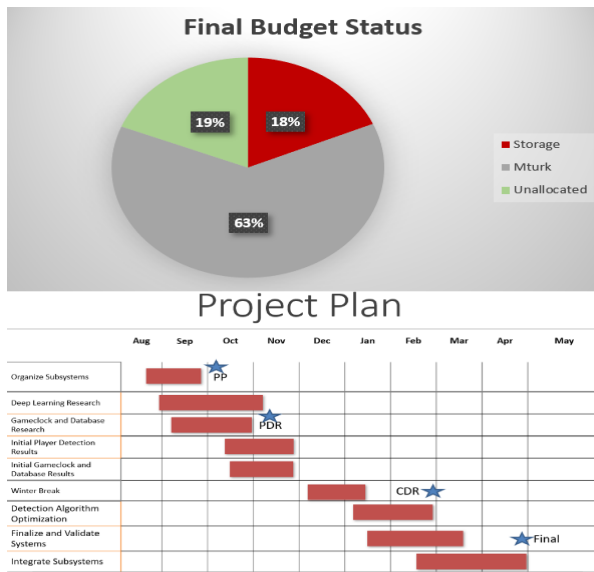 Final Budget Status
19%
18%
63%
Storage
Mturk
Unallocated
Project Plan
Aug Sep Oct Nov Dec Jan Feb Mar Apr May
Organize Subsystems
PP
Deep Learning Research
Gameclock and Database
Research
PDR
Initial Player Detection
Results
Initial Gameclock and
Database Results
Winter Break
CDR
Detection Algorithm
Optimization
Finalize and Validate
Systems
Final
Integrate Subsystems